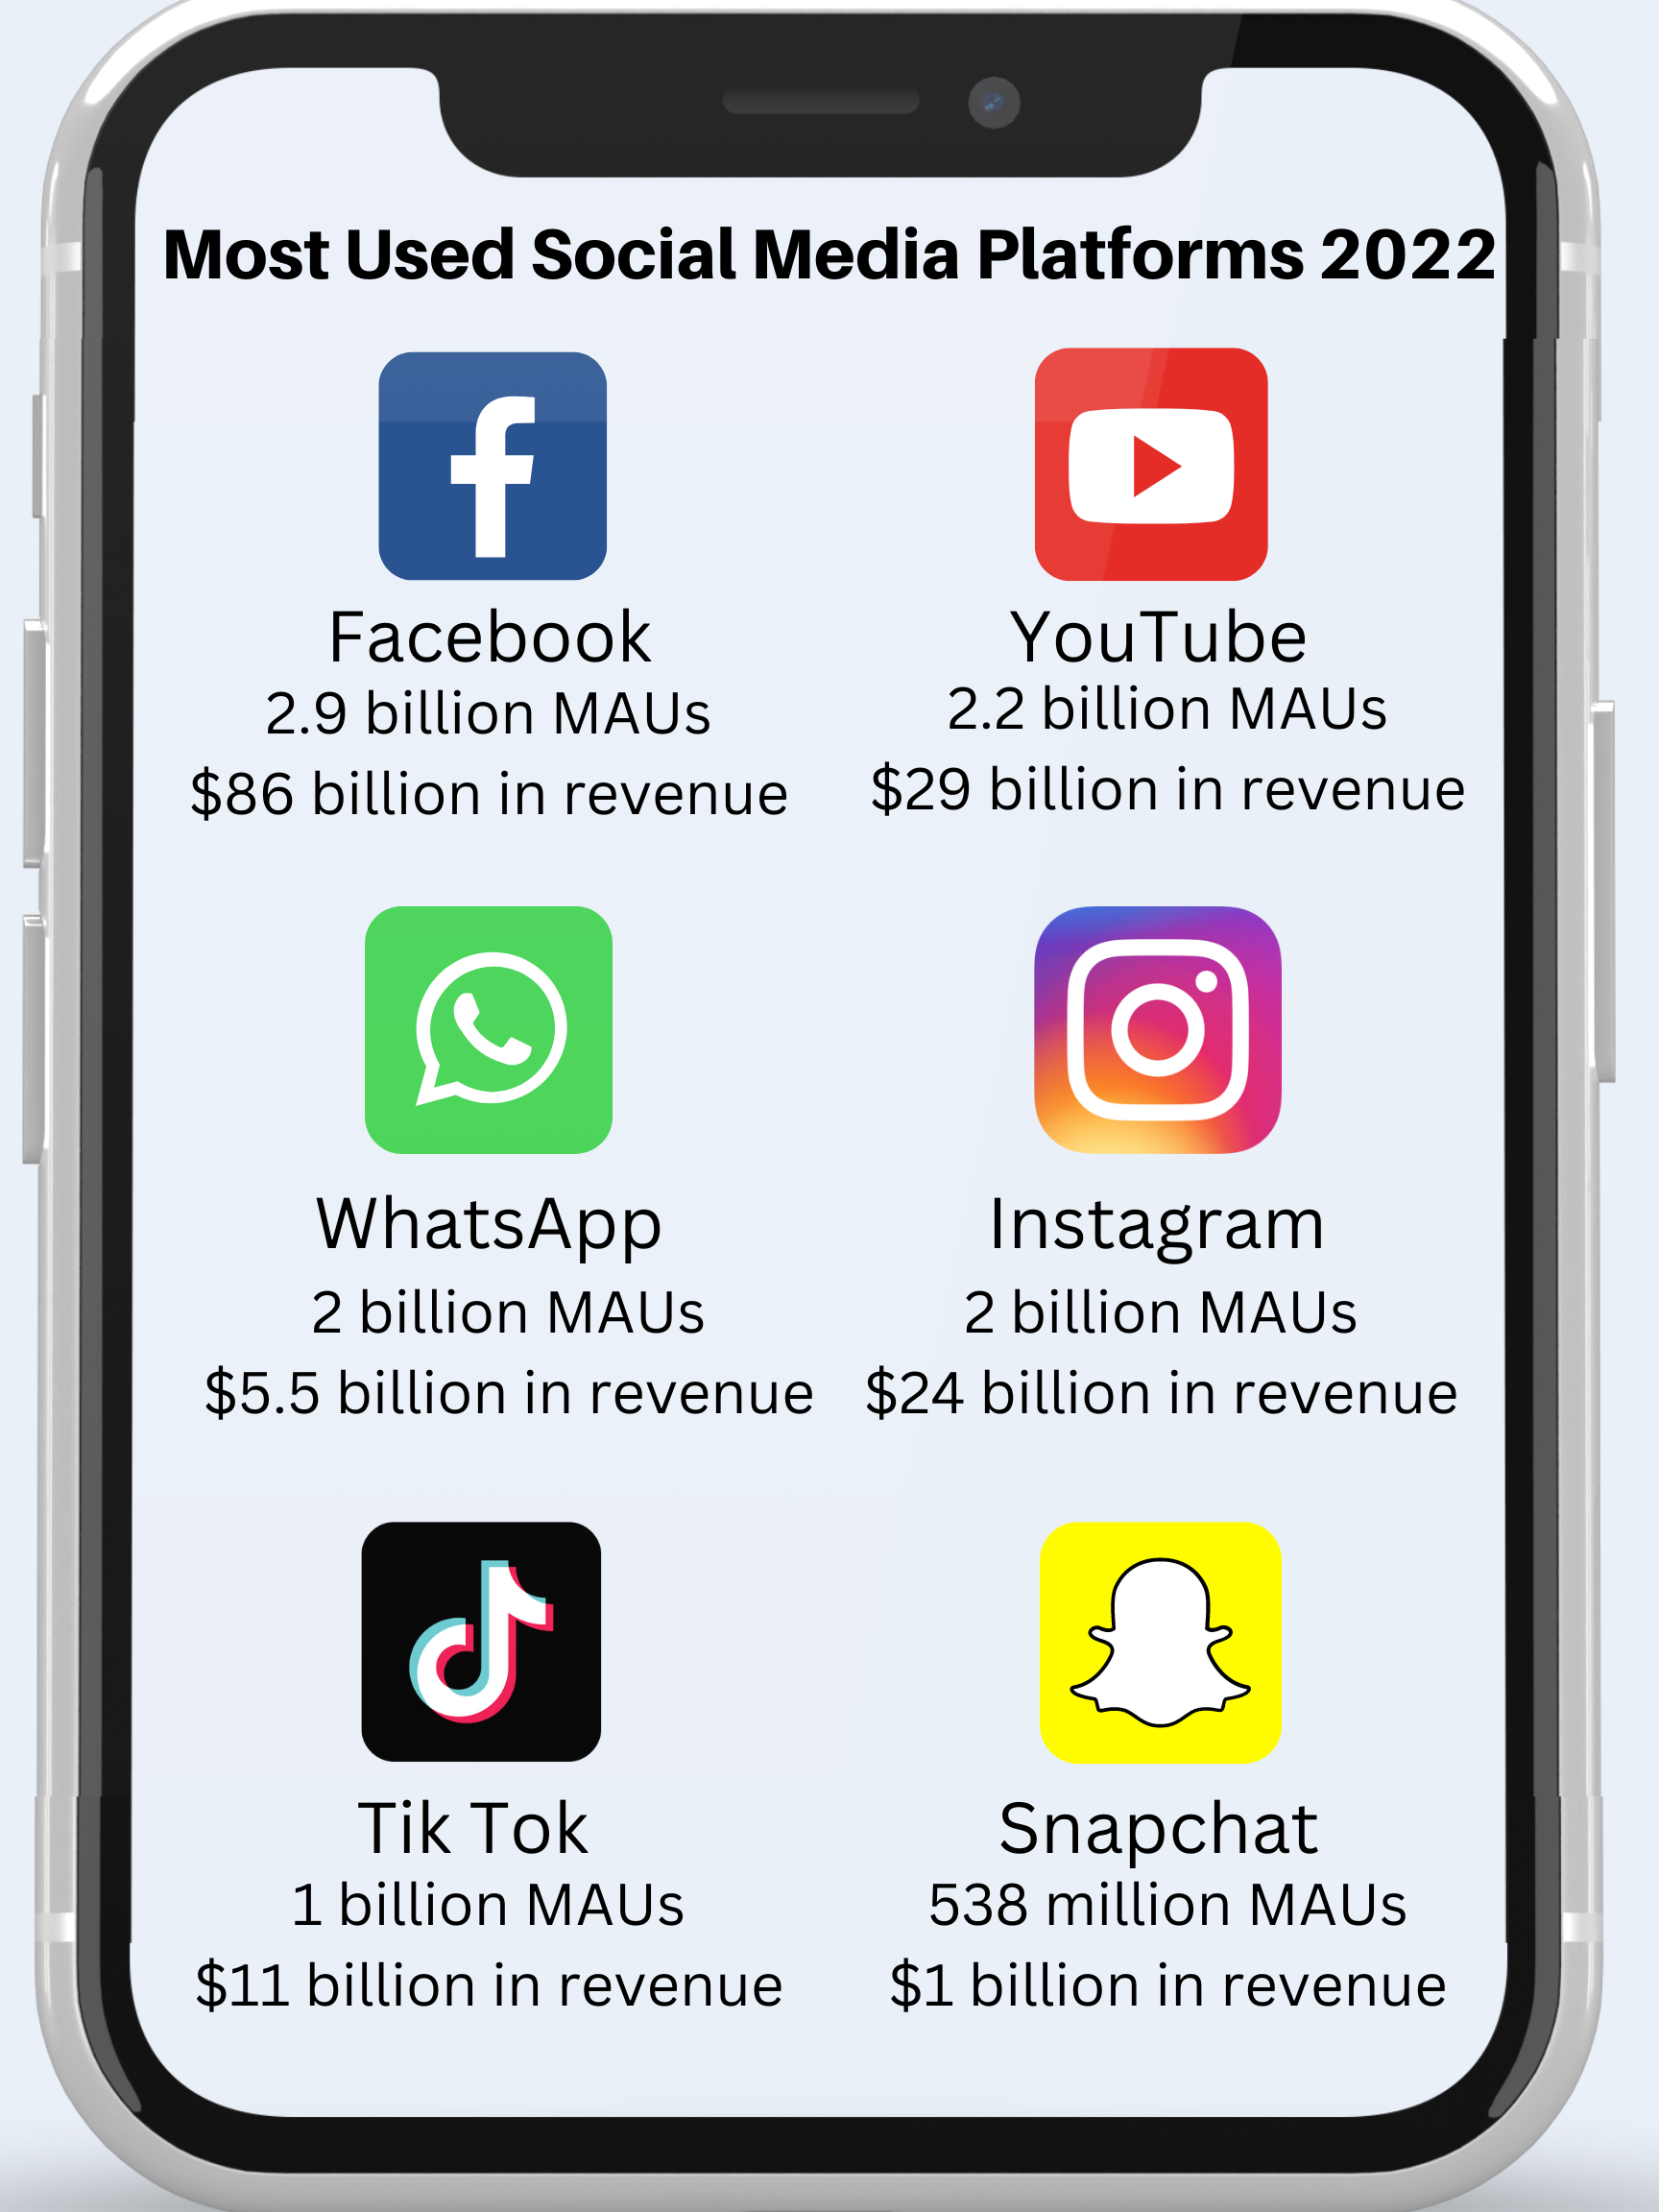 Most Used Social Media Platforms 2022
Facebook
2.9 billion MAUs
$86 billion in revenue
YouTube
2.2 billion MAUs
$29 billion in revenue
WhatsApp
2 billion MAUs
$5.5 billion in revenue
Instagram
2 billion MAUs
$24 billion in revenue
Tik Tok
1 billion MAUs
$11 billion in revenue
Snapchat
538 million MAUs
$1 billion in revenue